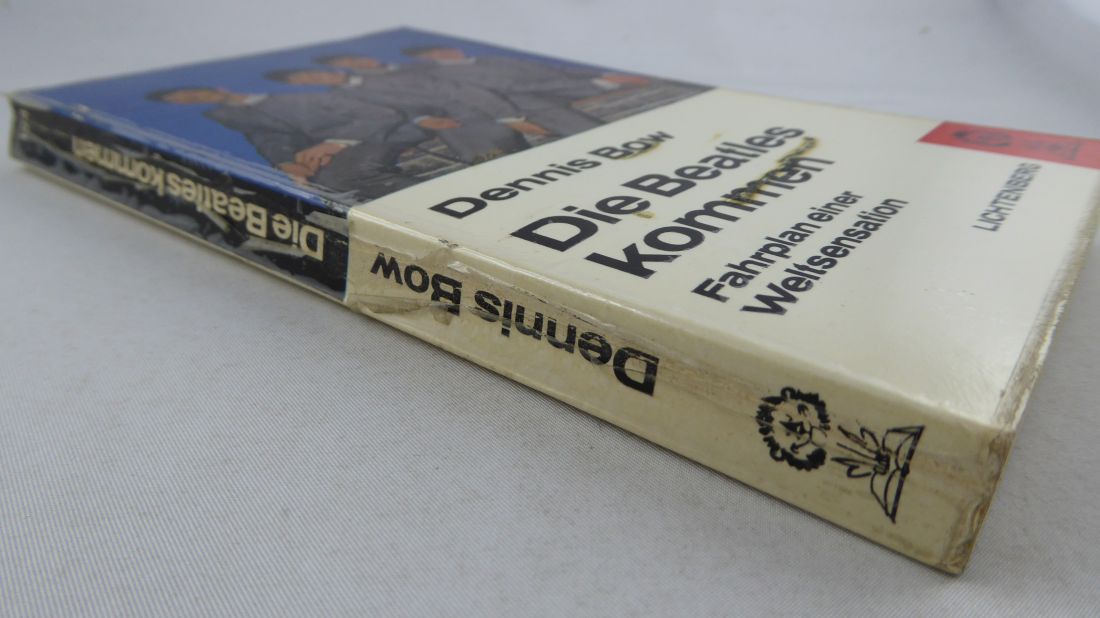 Dennis Bow
Die Beatles
kommen
Fahrplan einer
Weltsensation
LICHTENBERG
Dennis Bow
Die Beatles kommen